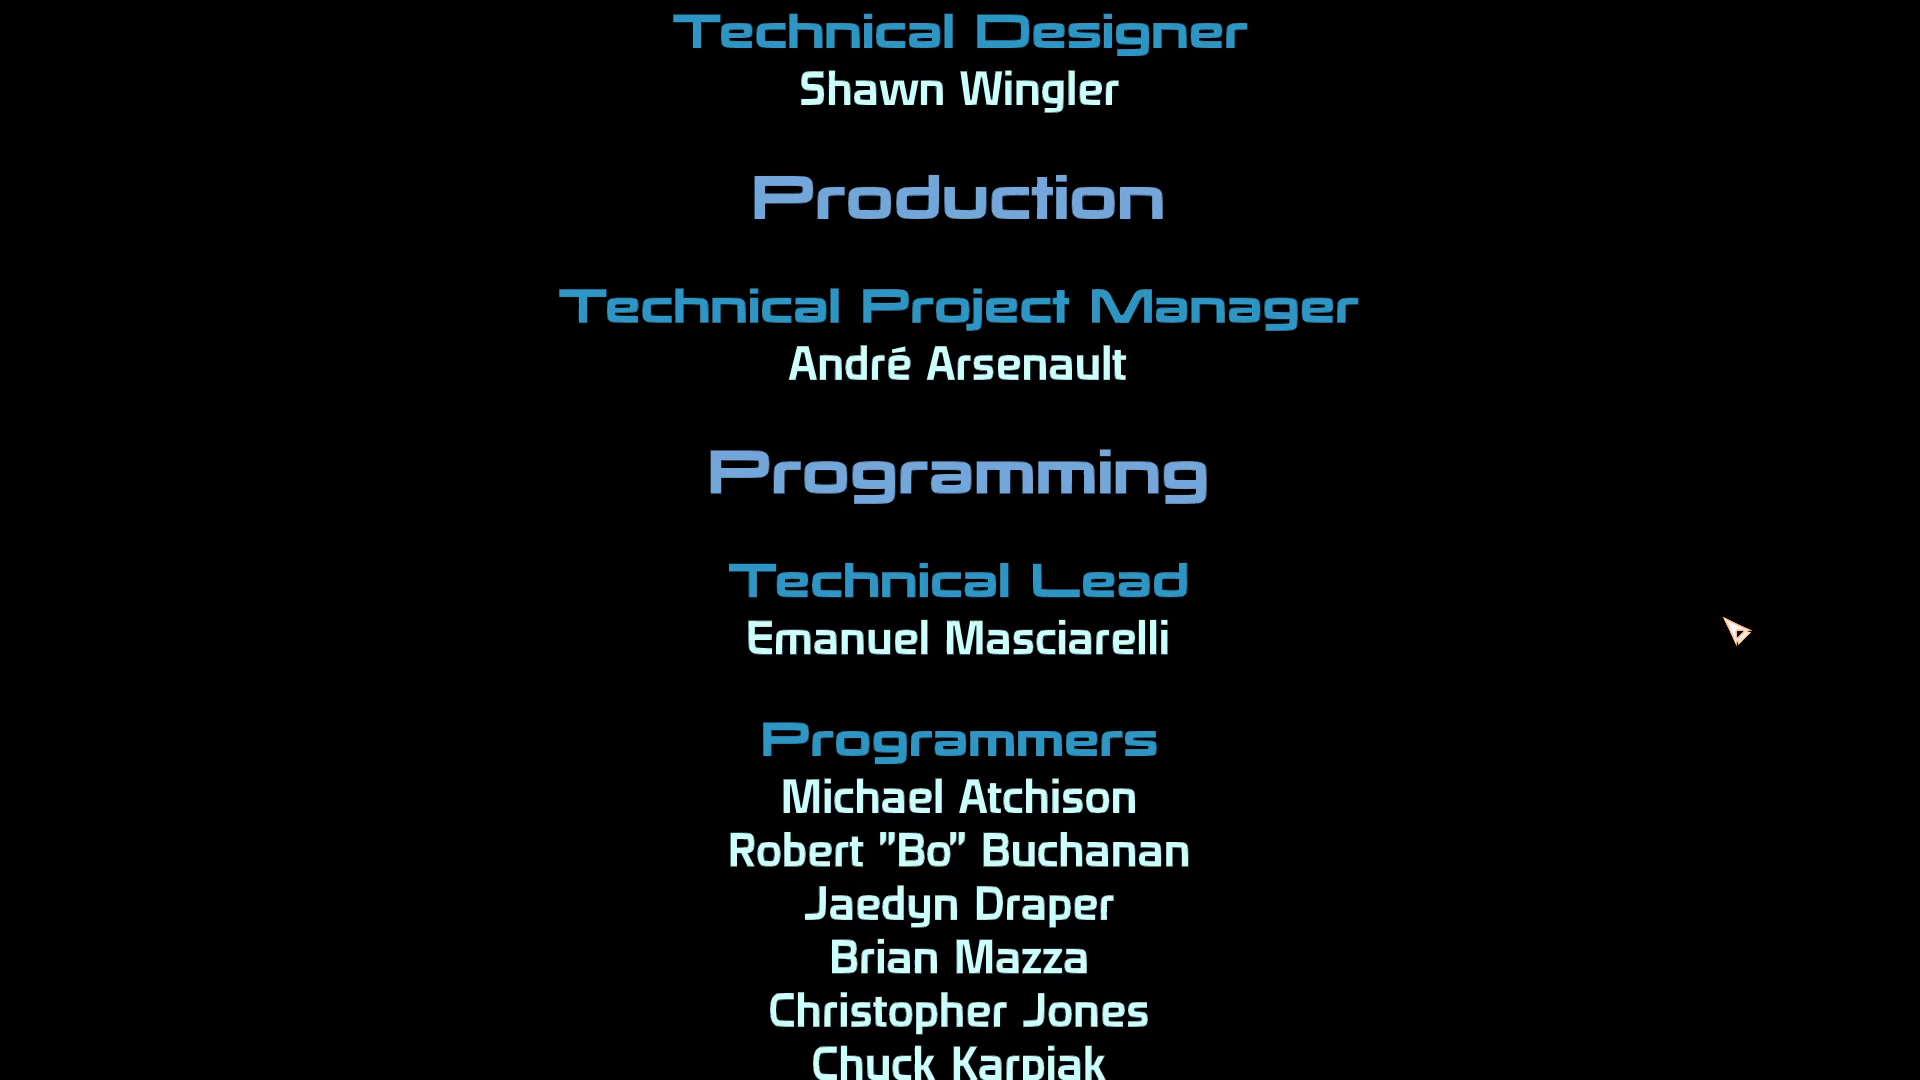 Technical Designer
Shawn Wingler
Production
Technical Project Manager
André Arsenault
Programming
Technical Lead
Emanuel Masciarelli
Programmers
Michael Atchison
Robert "Bo" Buchanan
Jaedyn Draper
Brian Mazza
Christopher Jones
Chuck Karpiak